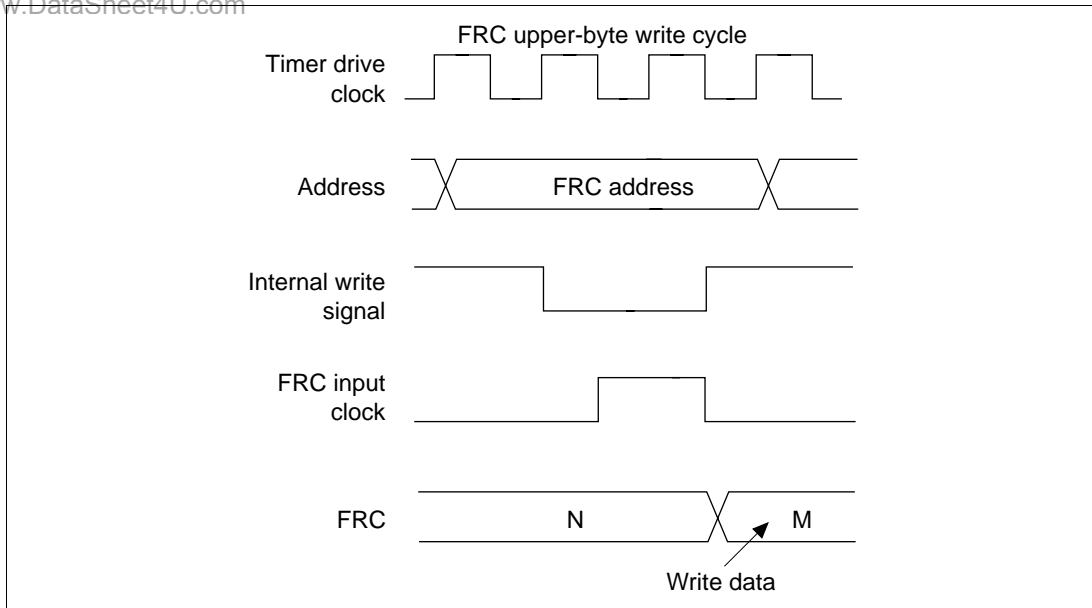 w.DataSheet4U.com
FRC upper-byte write cycle
Timer drive
clock
Address
FRC address
Internal write
signal
FRC input
clock
FRC
N
M
Write data